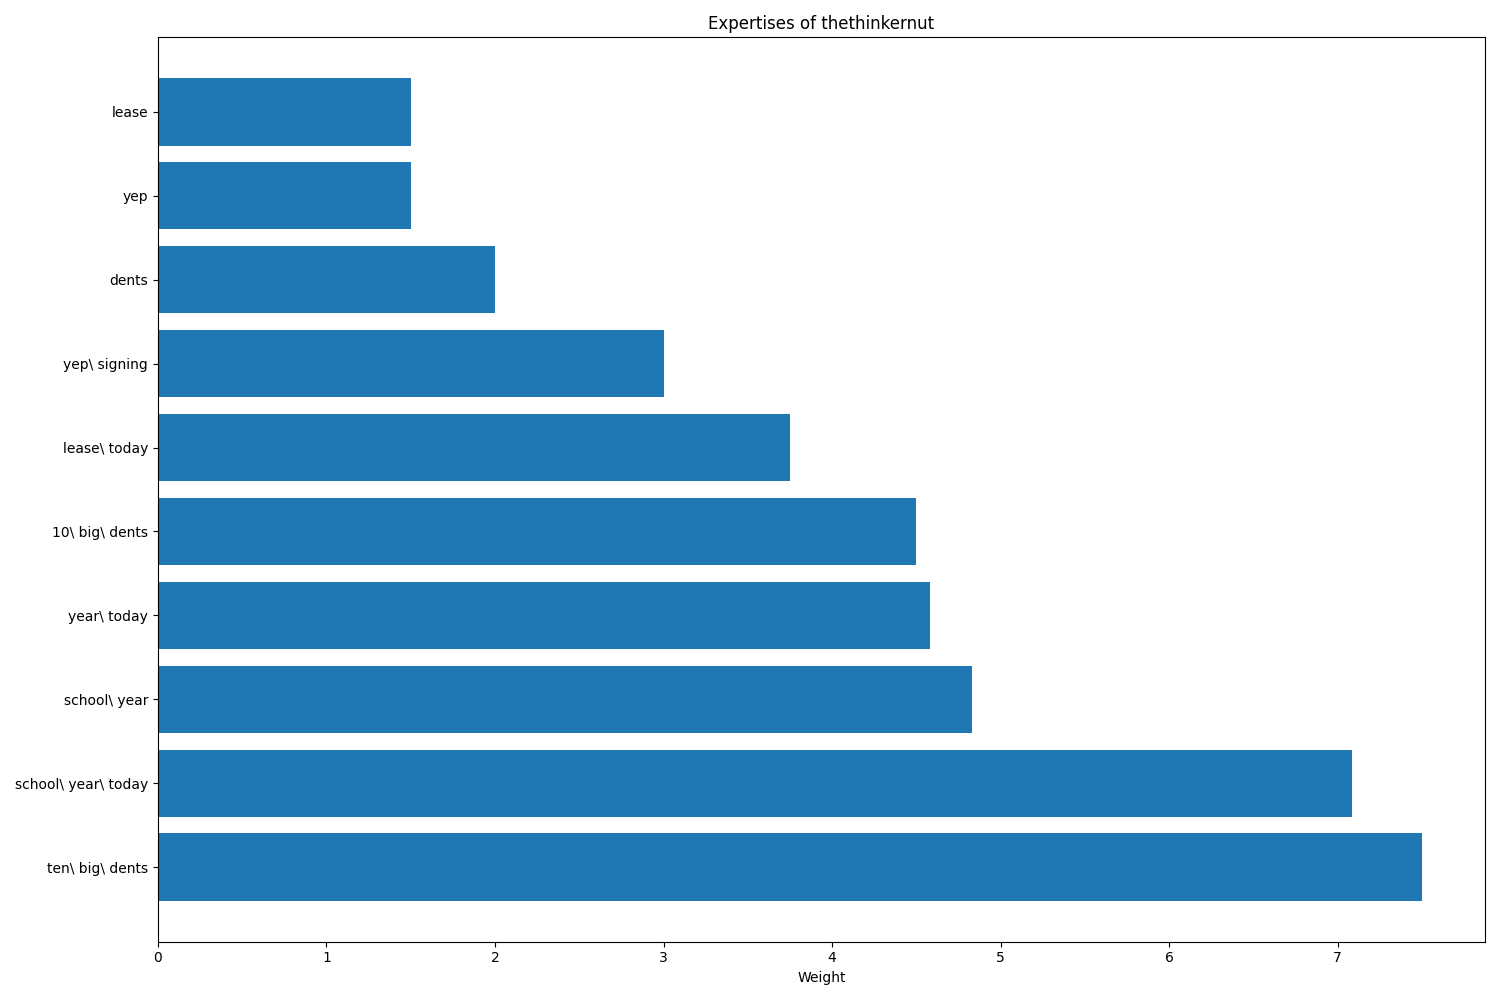 Expertises of thethinkernut
lease
yep
dents
yep\ signing
lease\ today
10\ big\ dents
year\ today
school\ year
school\ year\ today
ten\ big\ dents
0 1 2 3 4 5 6 7
Weight